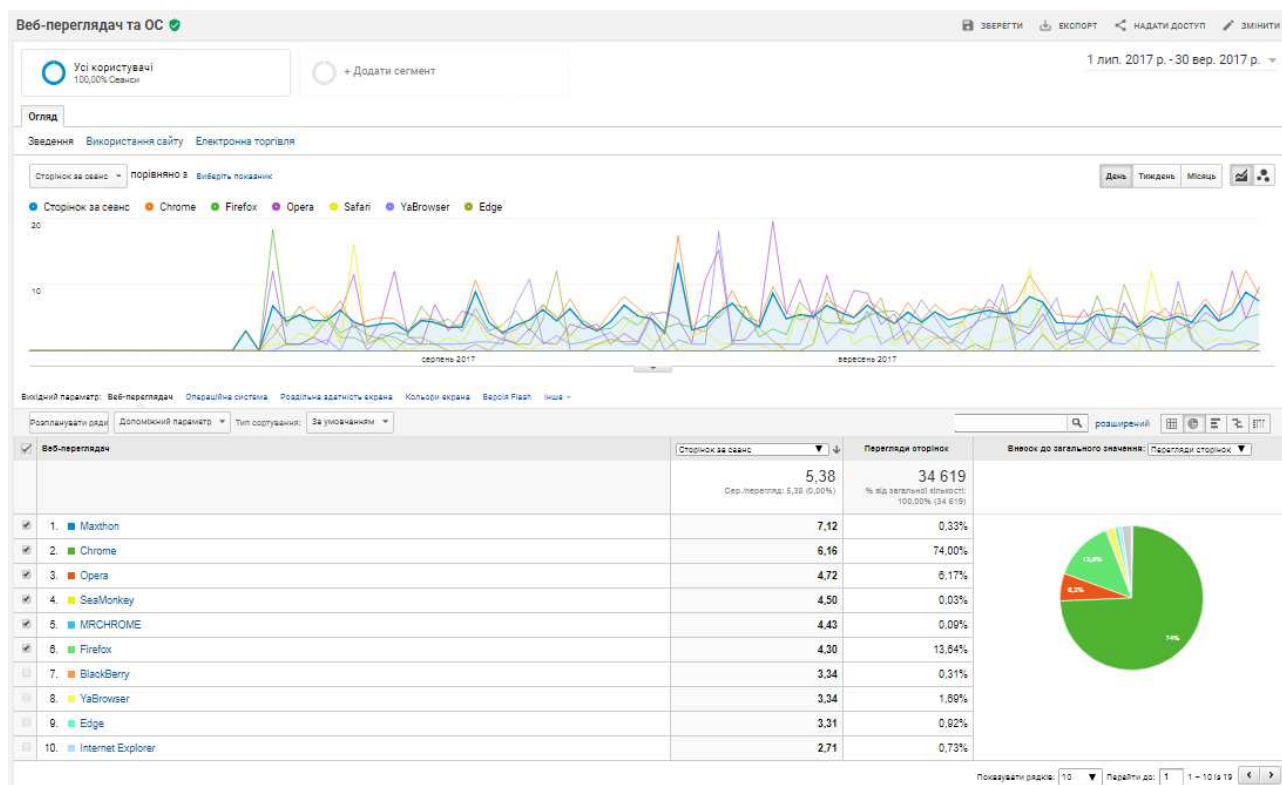 Веб-переглядач та ОС
ЗБЕРЕГТИ ЕКСПОРТ НАДАТИ ДОСТУП ЗМІНИТИ
Усі користувачі
100,00% Сеанси
+ Додати сегмент
1 лип. 2017 р. - 30 вер. 2017 р.
Огляд
Зведення Використання сайту Електронна торгівля
Сторінок за сеанс порівняно з Виберіть показник
День Тиждень Місяць
Сторінок за сеанс Chrome Firefox Opera Safari YaBrowser Edge
20
10
серпень 2017 вересень 2017
Вихідний параметр: Веб-переглядач Операційна система Роздільна здатність екрана Кольори екрана Версія Flash Інше
Розпланувати ряди Допоміжний параметр Тип сортування: За умовчанням
розширений
Веб-переглядач Сторінок за сеанс Перегляди сторінок Внесок до загального значення: Перегляди сторінок
5,38 34 619
Сер./перегляд: 5,38 (0,00%) % від загальної кількості:
100,00% (34 619)
1. Maxthon 7,12 0,33%
2. Chrome 6,16 74,00%
3. Opera 4,72 6,17%
4. SeaMonkey 4,50 0,03%
5. MRCHROME 4,43 0,09%
6. Firefox 4,30 13,64%
7. BlackBerry 3,34 0,31%
8. YaBrowser 3,34 1,69%
9. Edge 3,31 0,92%
10. Internet Explorer 2,71 0,73%
13,6%
6,2%
74%
Показувати рядків: 10 Перейти до: 1 1 – 10 із 19